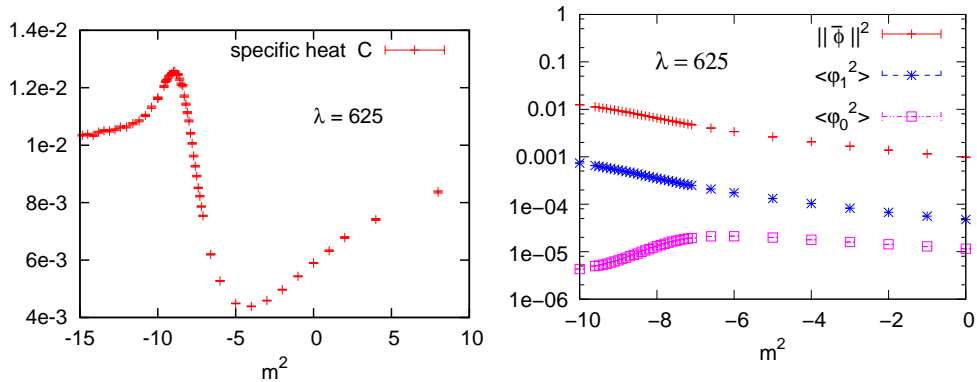 1.4e-2
1.2e-2
1e-2
8e-3
6e-3
4e-3
specific heat C
λ = 625
-15 -10 -5 0 5 10
m²
1
0.1
0.01
0.001
1e-04
1e-05
1e-06
λ = 625
|| φ̅ ||²
<φ₁²>
<φ₀²>
-10 -8 -6 -4 -2 0
m²